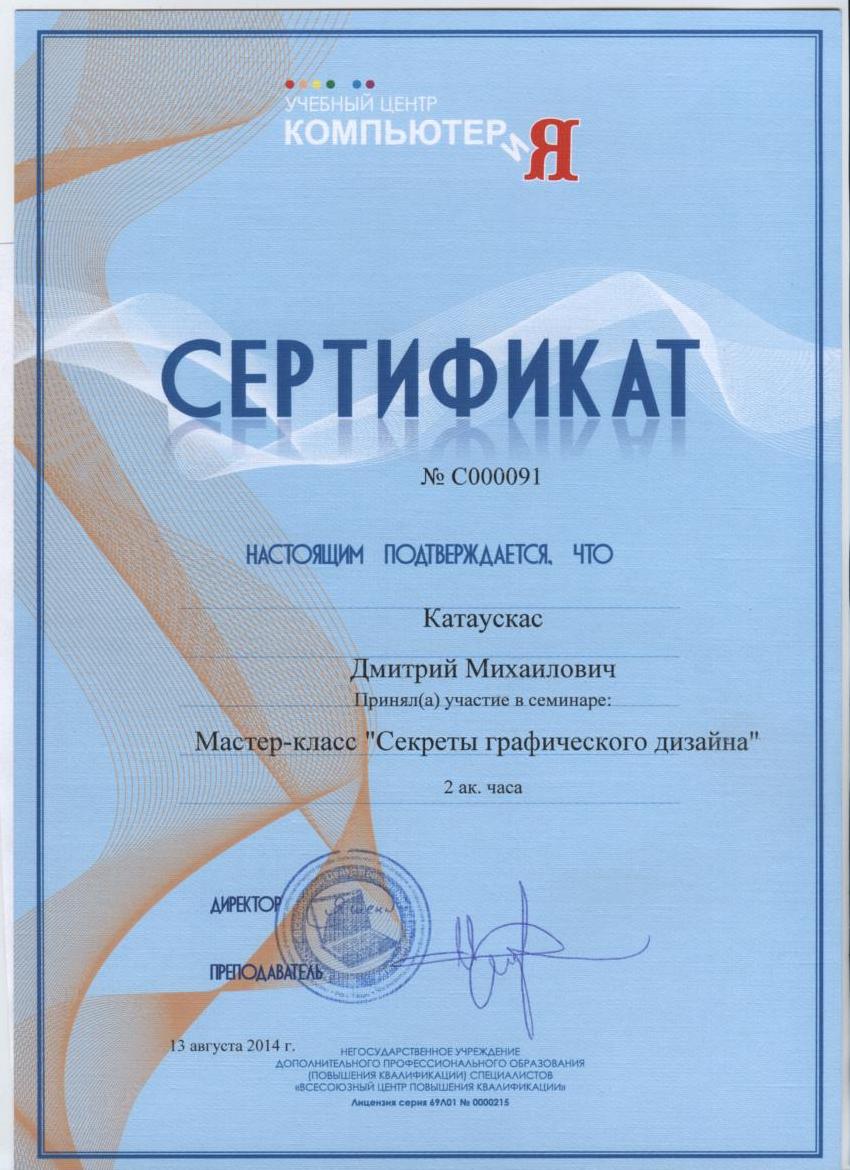 УЧЕБНЫЙ ЦЕНТР
КОМПЬЮТЕРиЯ
СЕРТИФИКАТ
№ С000091
НАСТОЯЩИМ ПОДТВЕРЖДАЕТСЯ, ЧТО
Катаускас
Дмитрий Михаилович
Принял(а) участие в семинаре:
Мастер-класс "Секреты графического дизайна"
2 ак. часа
ДИРЕКТОР
ПРЕПОДАВАТЕЛЬ
13 августа 2014 г.
НЕГОСУДАРСТВЕННОЕ УЧРЕЖДЕНИЕ
ДОПОЛНИТЕЛЬНОГО ПРОФЕССИОНАЛЬНОГО ОБРАЗОВАНИЯ
(ПОВЫШЕНИЯ КВАЛИФИКАЦИИ) СПЕЦИАЛИСТОВ
«ВСЕСОЮЗНЫЙ ЦЕНТР ПОВЫШЕНИЯ КВАЛИФИКАЦИИ»
Лицензия серия 69Л01 № 0000215